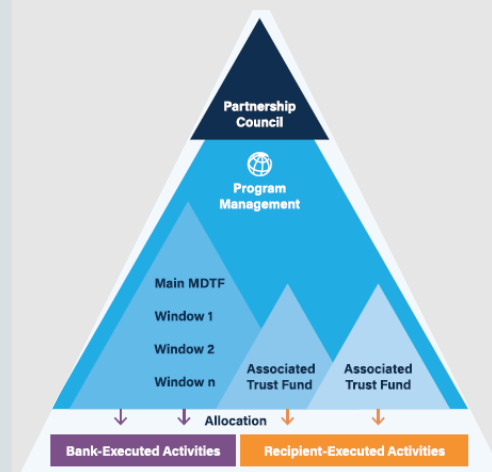 Partnership
Council
Program
Management
Main MDTF
Window 1
Window 2
Window n
Associated
Trust Fund
Associated
Trust Fund
Allocation
Bank-Executed Activities
Recipient-Executed Activities